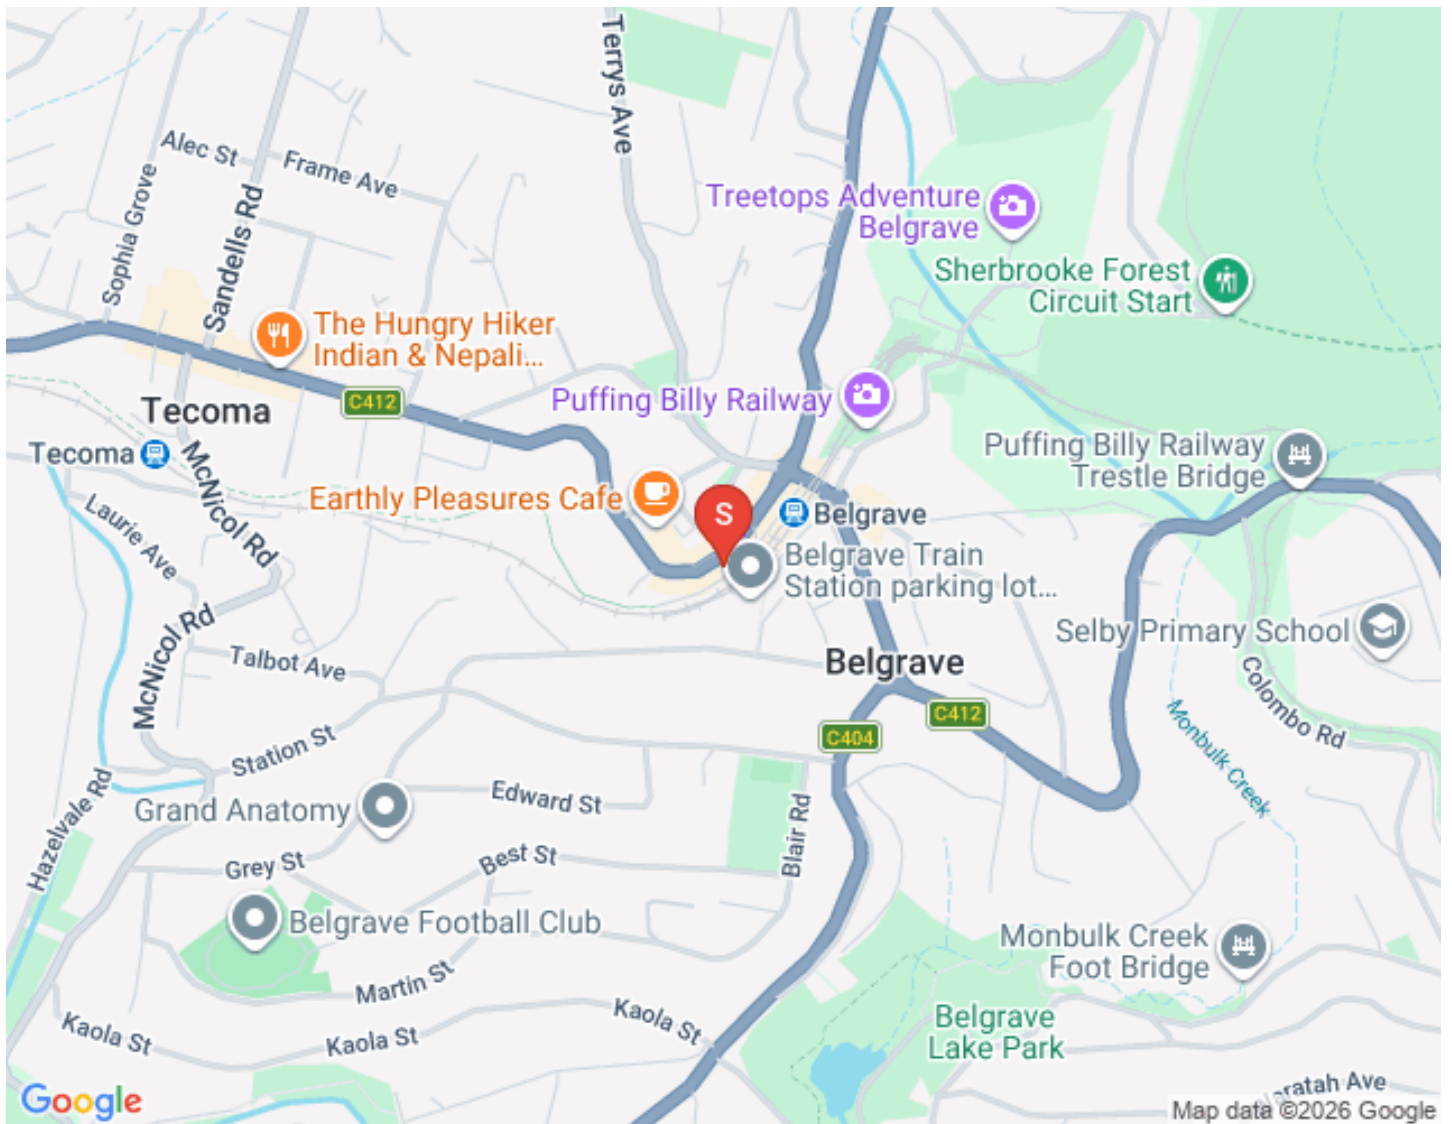 Terrys Ave
Alec St
Frame Ave
Sophia Grove
Sandells Rd
Treetops Adventure
Belgrave
Sherbrooke Forest
Circuit Start
The Hungry Hiker
Indian & Nepali...
C412
Puffing Billy Railway
Tecoma
Tecoma
McNicol Rd
Puffing Billy Railway
Trestle Bridge
Earthly Pleasures Cafe
S
Belgrave
Laurie Ave
Belgrave Train
Station parking lot...
McNicol Rd
Selby Primary School
Talbot Ave
Belgrave
Colombo Rd
C412
C404
Station St
Monbulk Creek
Edward St
Grand Anatomy
Hazelvale Rd
Blair Rd
Grey St
Best St
Belgrave Football Club
Monbulk Creek
Foot Bridge
Martin St
Kaola St
Kaola St
Kaola St
Belgrave
Lake Park
Google
Map data ©2026 Google